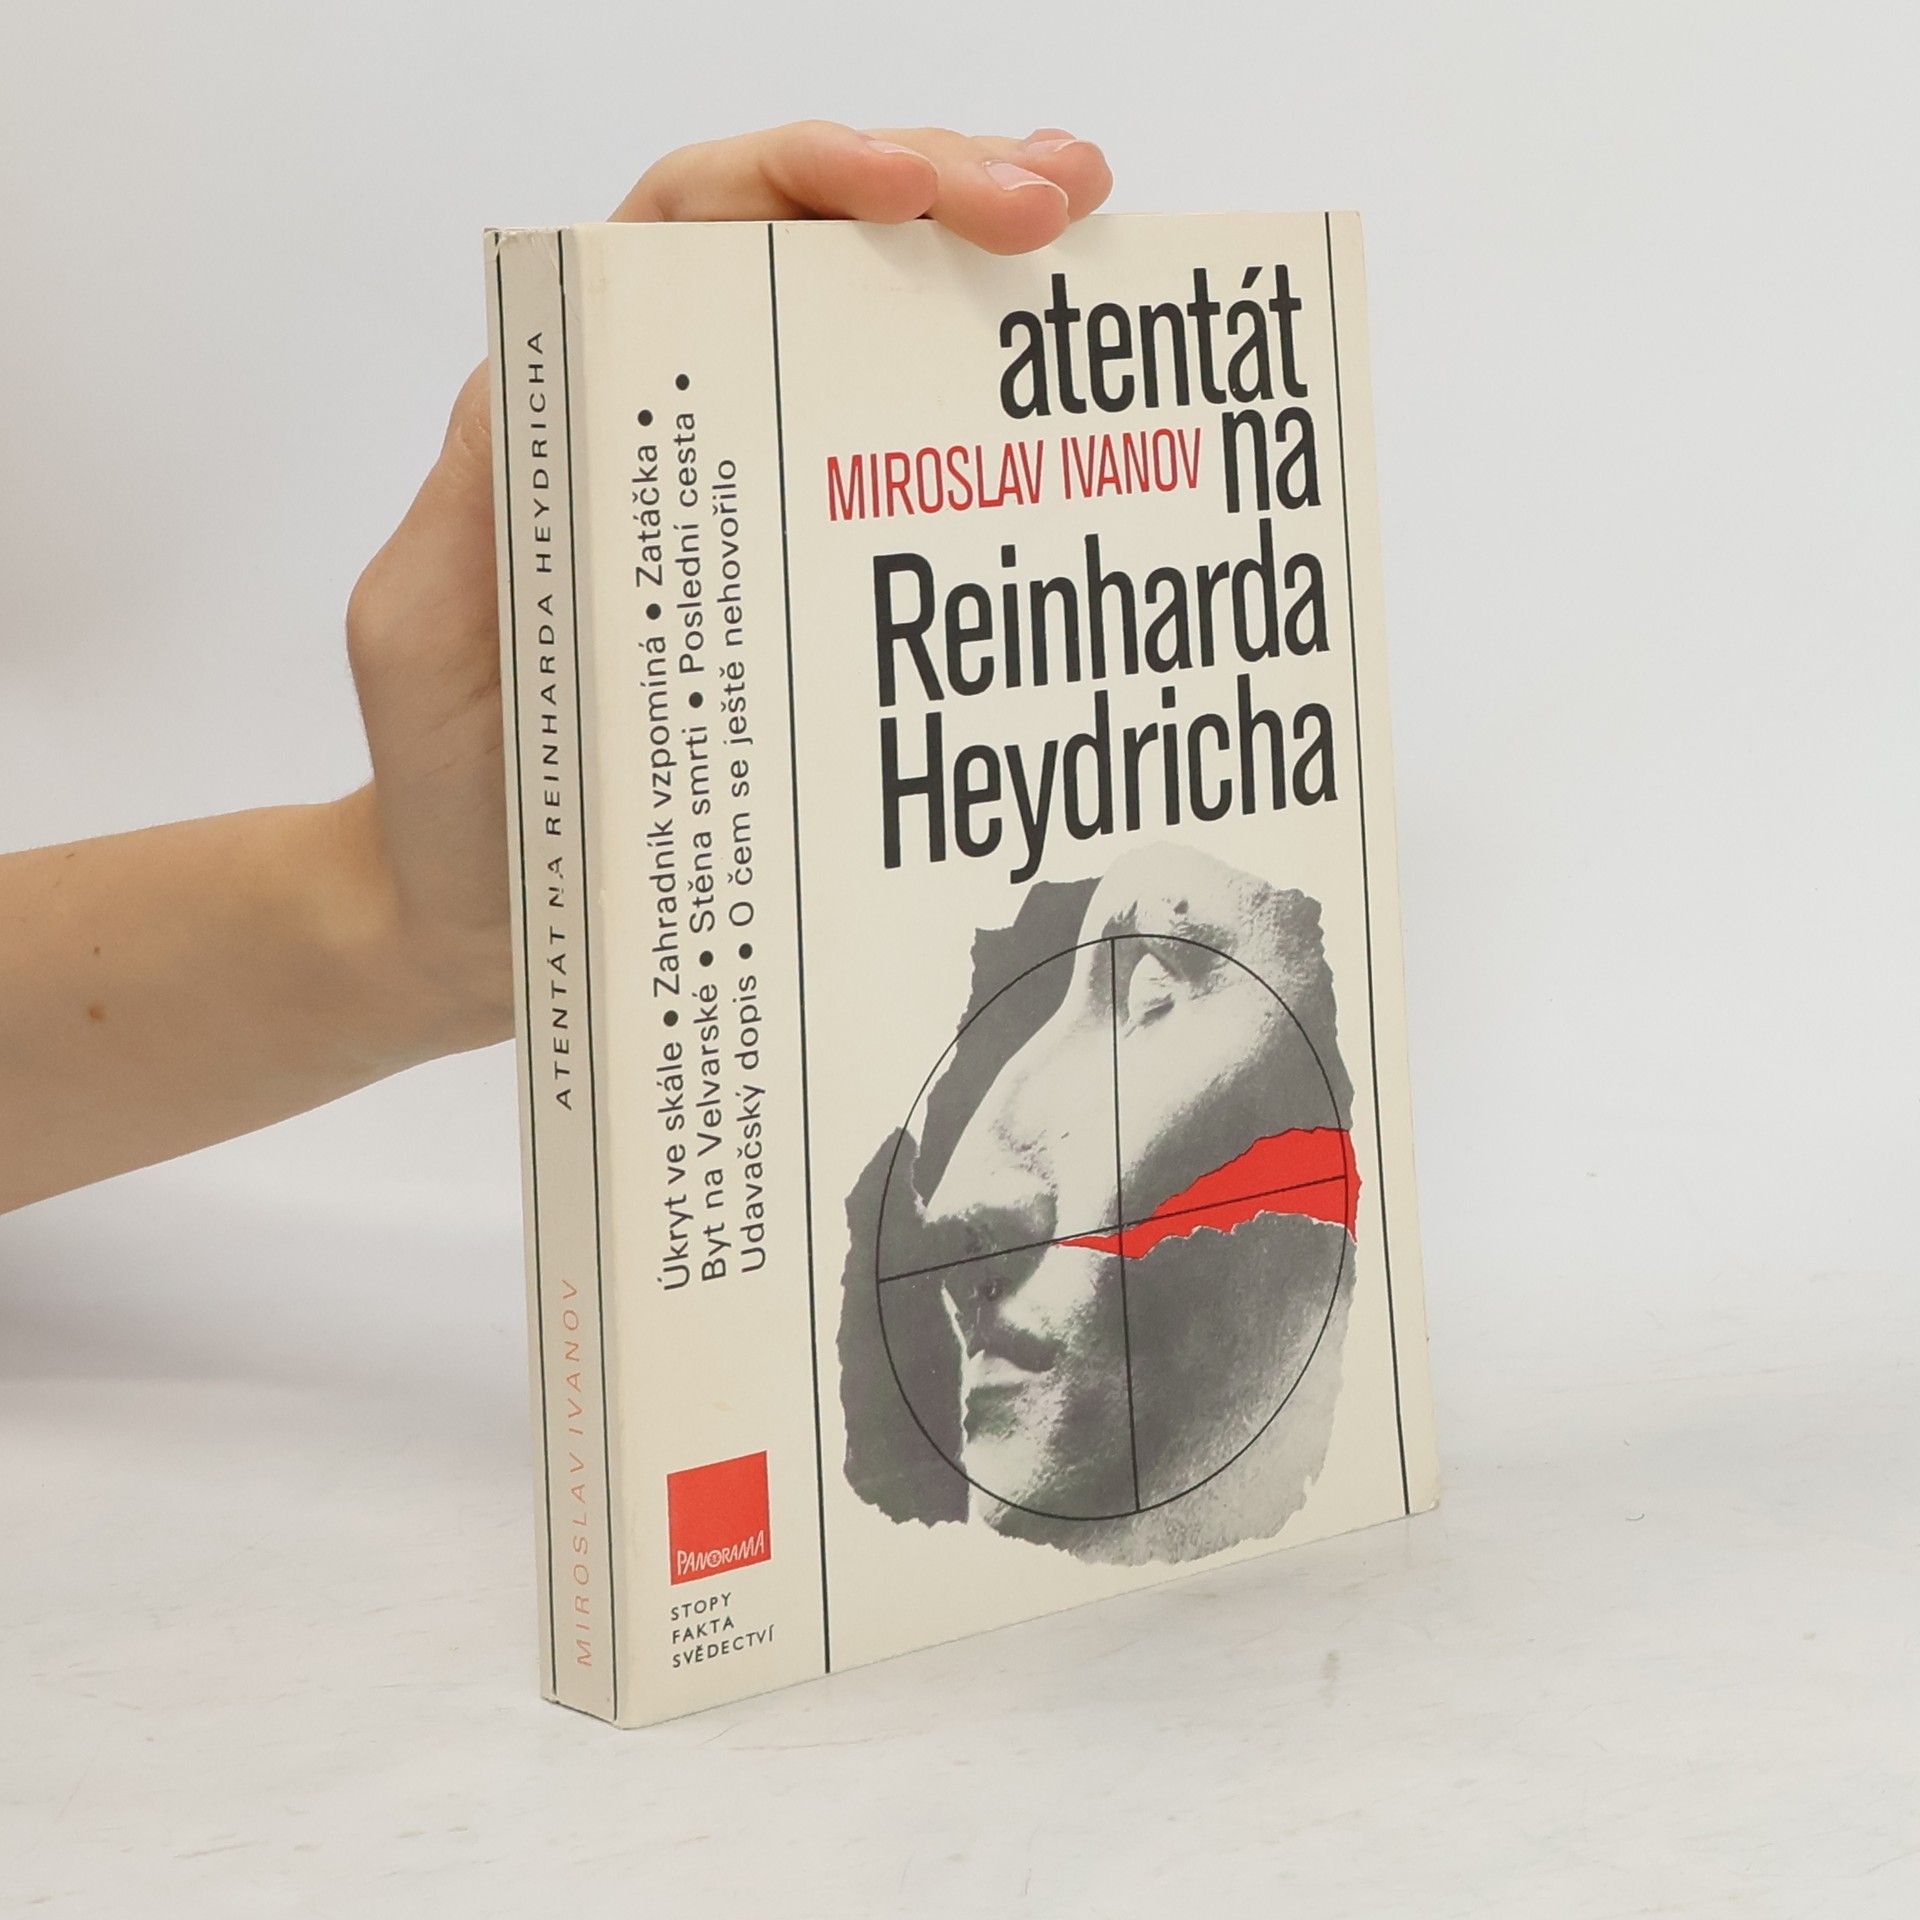 ATENTÁT NA REINHARDA HEYDRICHA
MIROSLAV IVANOV
Úkryt ve skále • Zahradník vzpomíná • Zatáčka •
Byt na Velvarské • Stěna smrti • Poslední cesta •
Udavačský dopis • O čem se ještě nehovořilo
PANORAMA
STOPY
FAKTA
SVĚDECTVÍ
atentát
MIROSLAV IVANOV na
Reinharda
Heydricha